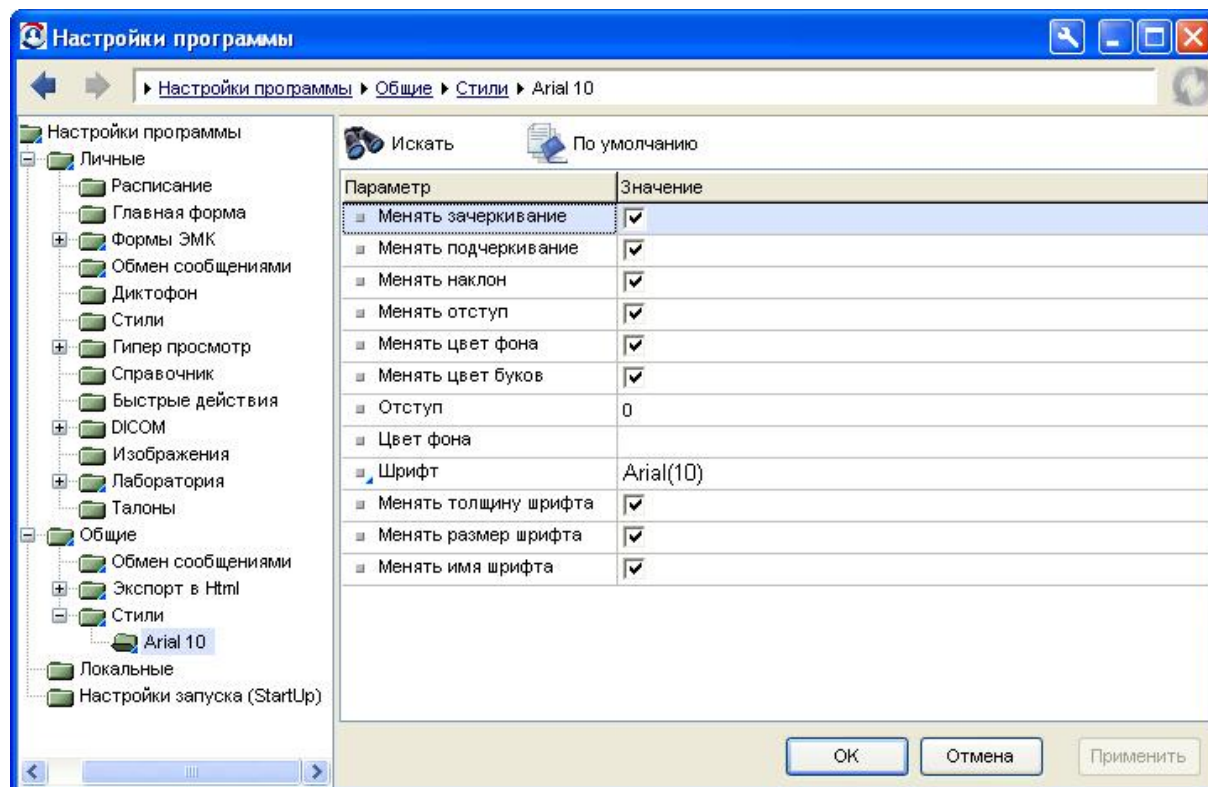 Настройки программы
Настройки программы Общие Стили Arial 10
Настройки программы
Личные
Расписание
Главная форма
Формы ЭМК
Обмен сообщениями
Диктофон
Стили
Гипер просмотр
Справочник
Быстрые действия
DICOM
Изображения
Лаборатория
Талоны
Общие
Обмен сообщениями
Экспорт в Html
Стили
Arial 10
Локальные
Настройки запуска (StartUp)
Искать По умолчанию
Параметр Значение
Менять зачеркивание
Менять подчеркивание
Менять наклон
Менять отступ
Менять цвет фона
Менять цвет буков
Отступ 0
Цвет фона
Шрифт Arial(10)
Менять толщину шрифта
Менять размер шрифта
Менять имя шрифта
OK Отмена Применить